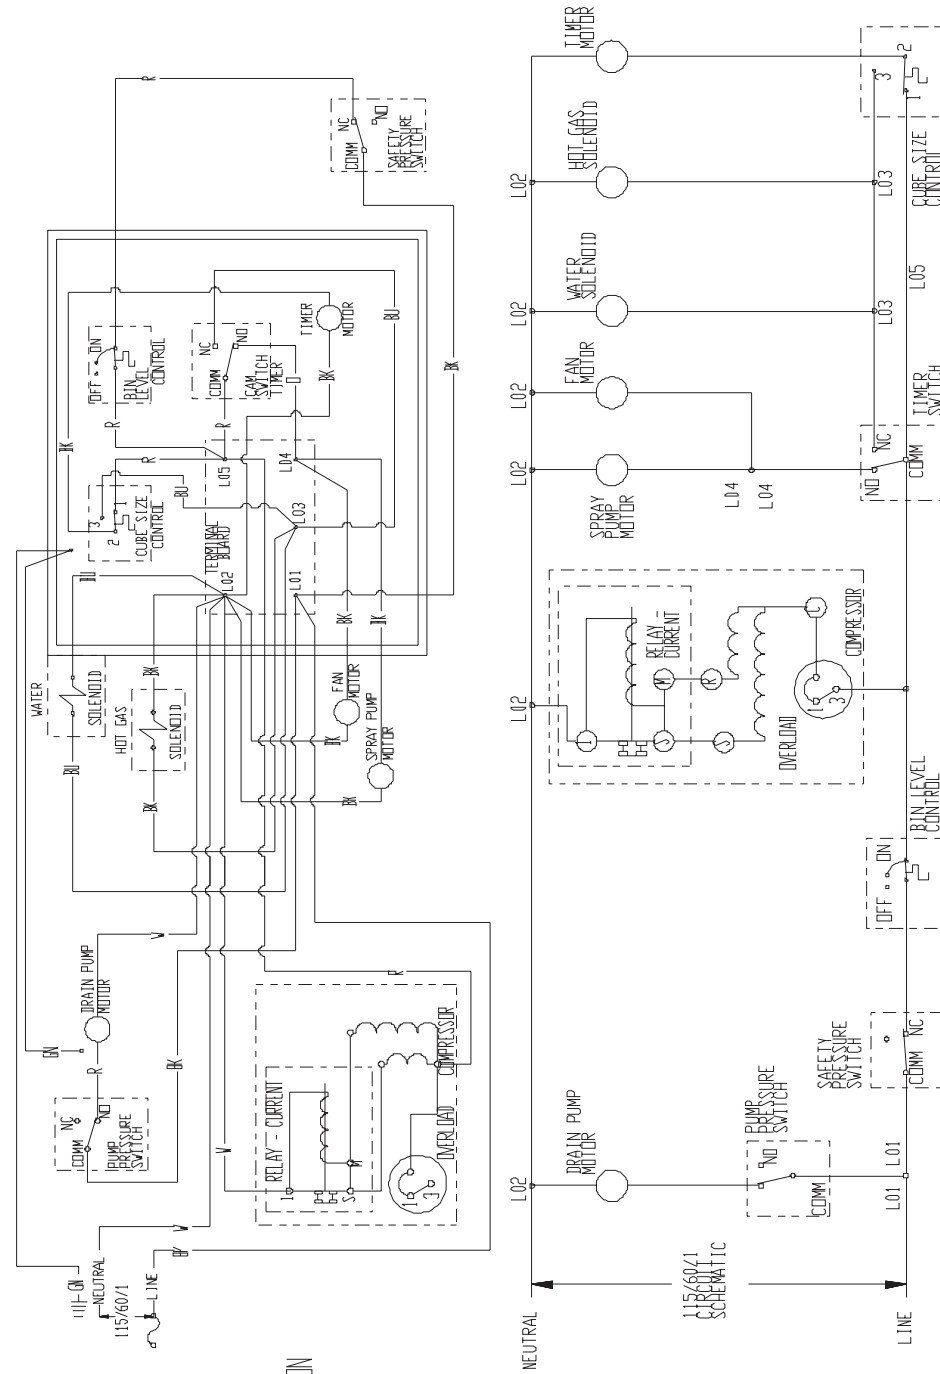 R
NC
NO
COMM
SAFETY
PRESSURE
SWITCH
OFF
ON
BIN
LEVEL
CONTROL
NC
NO
COMM
CAM
SWITCH
TIMER
TIMER
MOTOR
BU
BK
BK
R
R
O
BK
R
BU
L05
L04
3
1
2
CUBE SIZE
CONTROL
TERMINAL
BOARD
L03
L02
L01
BU
BK
BK
BK
WATER
SOLENOID
HOT GAS
SOLENOID
FAN
MOTOR
SPRAY PUMP
MOTOR
BK
BU
BK
BK
W
DRAIN PUMP
MOTOR
GN
R
BK
R
NC
NO
COMM
PUMP
PRESSURE
SWITCH
W
RELAY - CURRENT
COMPRESSOR
OVERLOAD
1
M
S
1
3
W
BK
GN
NEUTRAL
115/60/1
LINE
ON
TIMER
MOTOR
2
3
1
HOT GAS
SOLENOID
L02
L03
CUBE SIZE
CONTROL
WATER
SOLENOID
L02
L03
L05
FAN
MOTOR
L02
TIMER
SWITCH
L02
SPRAY
PUMP
MOTOR
L04
L04
NO
NC
COMM
RELAY-
CURRENT
COMPRESSOR
C
M
R
L02
1
S
S
1
3
OVERLOAD
BIN LEVEL
CONTROL
OFF
ON
SAFETY
PRESSURE
SWITCH
COMM
NC
L02
DRAIN PUMP
MOTOR
PUMP
PRESSURE
SWITCH
NO
COMM
L01
L01
115/60/1
CIRCUIT
SCHEMATIC
NEUTRAL
LINE